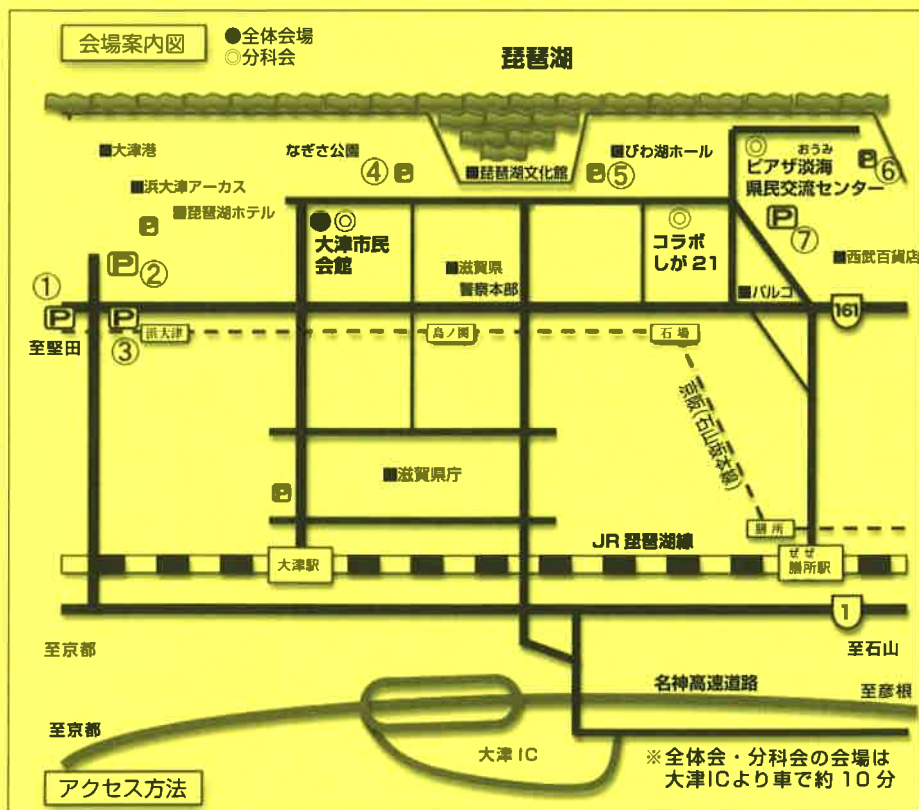 会場案内図
●全体会場
◎分科会
琵琶湖
■大津港
なぎさ公園
■びわ湖ホール
◎
おうみ
ピアザ淡海
県民交流センター
④ P
■琵琶湖文化館
P ⑤
P ⑥
■浜大津アーカス
P
■琵琶湖ホテル
●◎
大津市民
会館
◎
コラボ
しが21
P
⑦
■西武百貨店
P ②
■滋賀県
警察本部
■パルコ
①
P
P
③
161
至堅田
浜大津
島ノ関
石場
京阪(石山坂本線)
■滋賀県庁
P
膳所
JR琵琶湖線
大津駅
ぜぜ
膳所駅
1
至京都
至石山
名神高速道路
至彦根
至京都
大津IC
※全体会・分科会の会場は
大津ICより車で約10分
アクセス方法